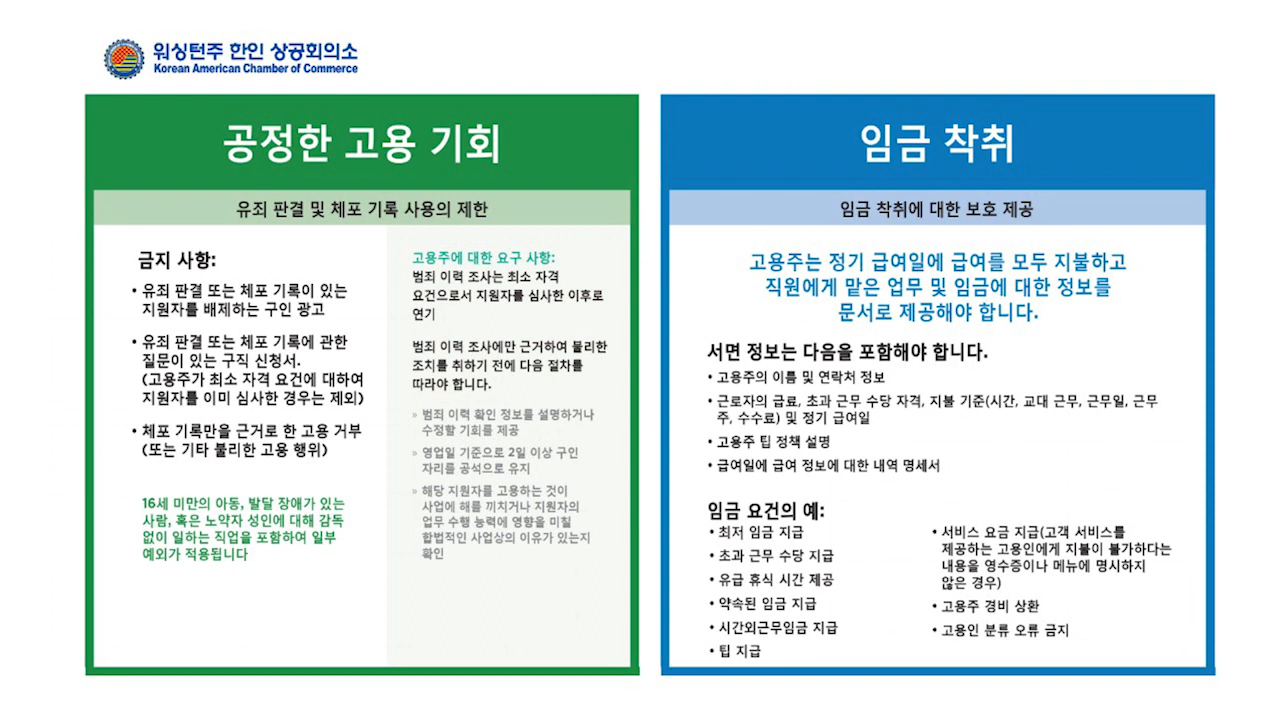 워싱턴주 한인 상공회의소
Korean American Chamber of Commerce
공정한 고용 기회
유죄 판결 및 체포 기록 사용의 제한
금지 사항:
• 유죄 판결 또는 체포 기록이 있는
지원자를 배제하는 구인 광고
• 유죄 판결 또는 체포 기록에 관한
질문이 있는 구직 신청서.
(고용주가 최소 자격 요건에 대하여
지원자를 이미 심사한 경우는 제외)
• 체포 기록만을 근거로 한 고용 거부
(또는 기타 불리한 고용 행위)
16세 미만의 아동, 발달 장애가 있는
사람, 혹은 노약자 성인에 대해 감독
없이 일하는 직업을 포함하여 일부
예외가 적용됩니다
고용주에 대한 요구 사항:
범죄 이력 조사는 최소 자격
요건으로서 지원자를 심사한 이후로
연기
범죄 이력 조사에만 근거하여 불리한
조치를 취하기 전에 다음 절차를
따라야 합니다.
» 범죄 이력 확인 정보를 설명하거나
수정할 기회를 제공
» 영업일 기준으로 2일 이상 구인
자리를 공석으로 유지
» 해당 지원자를 고용하는 것이
사업에 해를 끼치거나 지원자의
업무 수행 능력에 영향을 미칠
합법적인 사업상의 이유가 있는지
확인
임금 착취
임금 착취에 대한 보호 제공
고용주는 정기 급여일에 급여를 모두 지불하고
직원에게 맡은 업무 및 임금에 대한 정보를
문서로 제공해야 합니다.
서면 정보는 다음을 포함해야 합니다.
• 고용주의 이름 및 연락처 정보
• 근로자의 급료, 초과 근무 수당 자격, 지불 기준(시간, 교대 근무, 근무일, 근무
주, 수수료) 및 정기 급여일
• 고용주 팁 정책 설명
• 급여일에 급여 정보에 대한 내역 명세서
임금 요건의 예:
• 최저 임금 지급
• 초과 근무 수당 지급
• 유급 휴식 시간 제공
• 약속된 임금 지급
• 시간외근무임금 지급
• 팁 지급
• 서비스 요금 지급(고객 서비스를
제공하는 고용인에게 지불이 불가하다는
내용을 영수증이나 메뉴에 명시하지
않은 경우)
• 고용주 경비 상환
• 고용인 분류 오류 금지